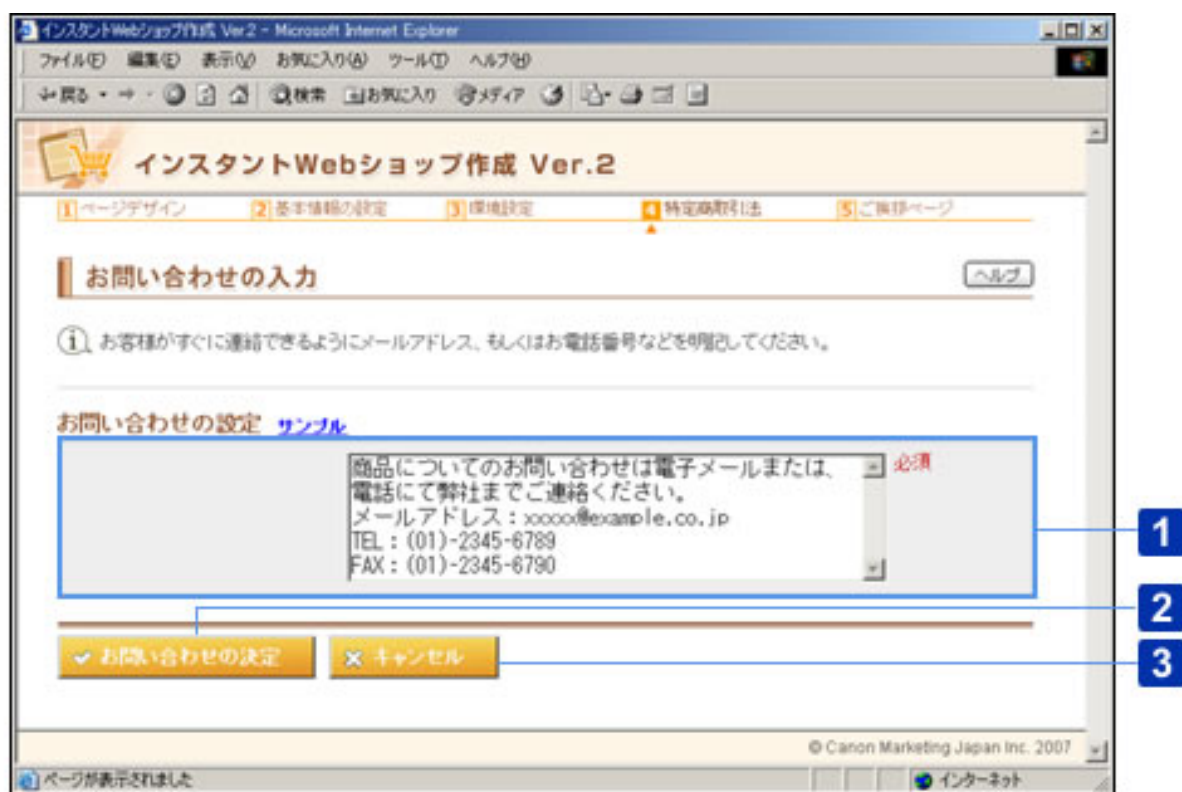 インスタントWebショップ作成 Ver.2 - Microsoft Internet Explorer
ファイル(F) 編集(E) 表示(V) お気に入り(A) ツール(T) ヘルプ(H)
戻る 検索 お気に入り メディア
インスタントWebショップ作成 Ver.2
1 ページデザイン 2 基本情報の設定 3 環境設定 4 特定商取引法 5 ご挨拶ページ
お問い合わせの入力 ヘルプ
お客様がすぐに連絡できるようにメールアドレス、もしくはお電話番号などを明記してください。
お問い合わせの設定 サンプル
商品についてのお問い合わせは電子メールまたは、 必須
電話にて弊社までご連絡ください。
メールアドレス：xxxxx@example.co.jp
TEL：(01)-2345-6789
FAX：(01)-2345-6790
1
2
お問い合わせの決定 キャンセル
3
© Canon Marketing Japan Inc. 2007
ページが表示されました インターネット